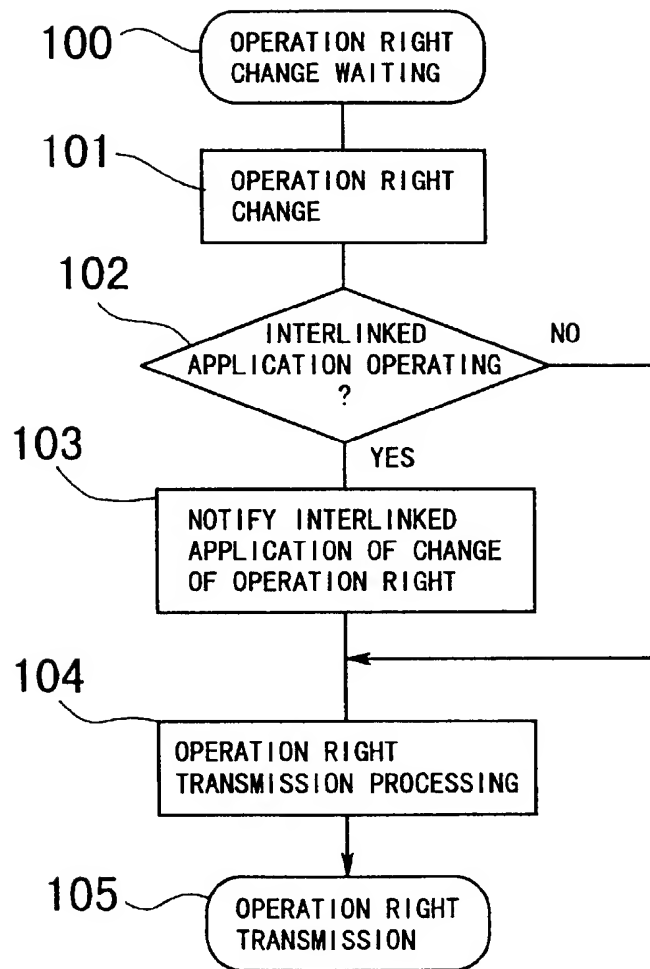 100
OPERATION RIGHT
CHANGE WAITING
101
OPERATION RIGHT
CHANGE
102
INTERLINKED
APPLICATION OPERATING
?
NO
YES
103
NOTIFY INTERLINKED
APPLICATION OF CHANGE
OF OPERATION RIGHT
104
OPERATION RIGHT
TRANSMISSION PROCESSING
105
OPERATION RIGHT
TRANSMISSION